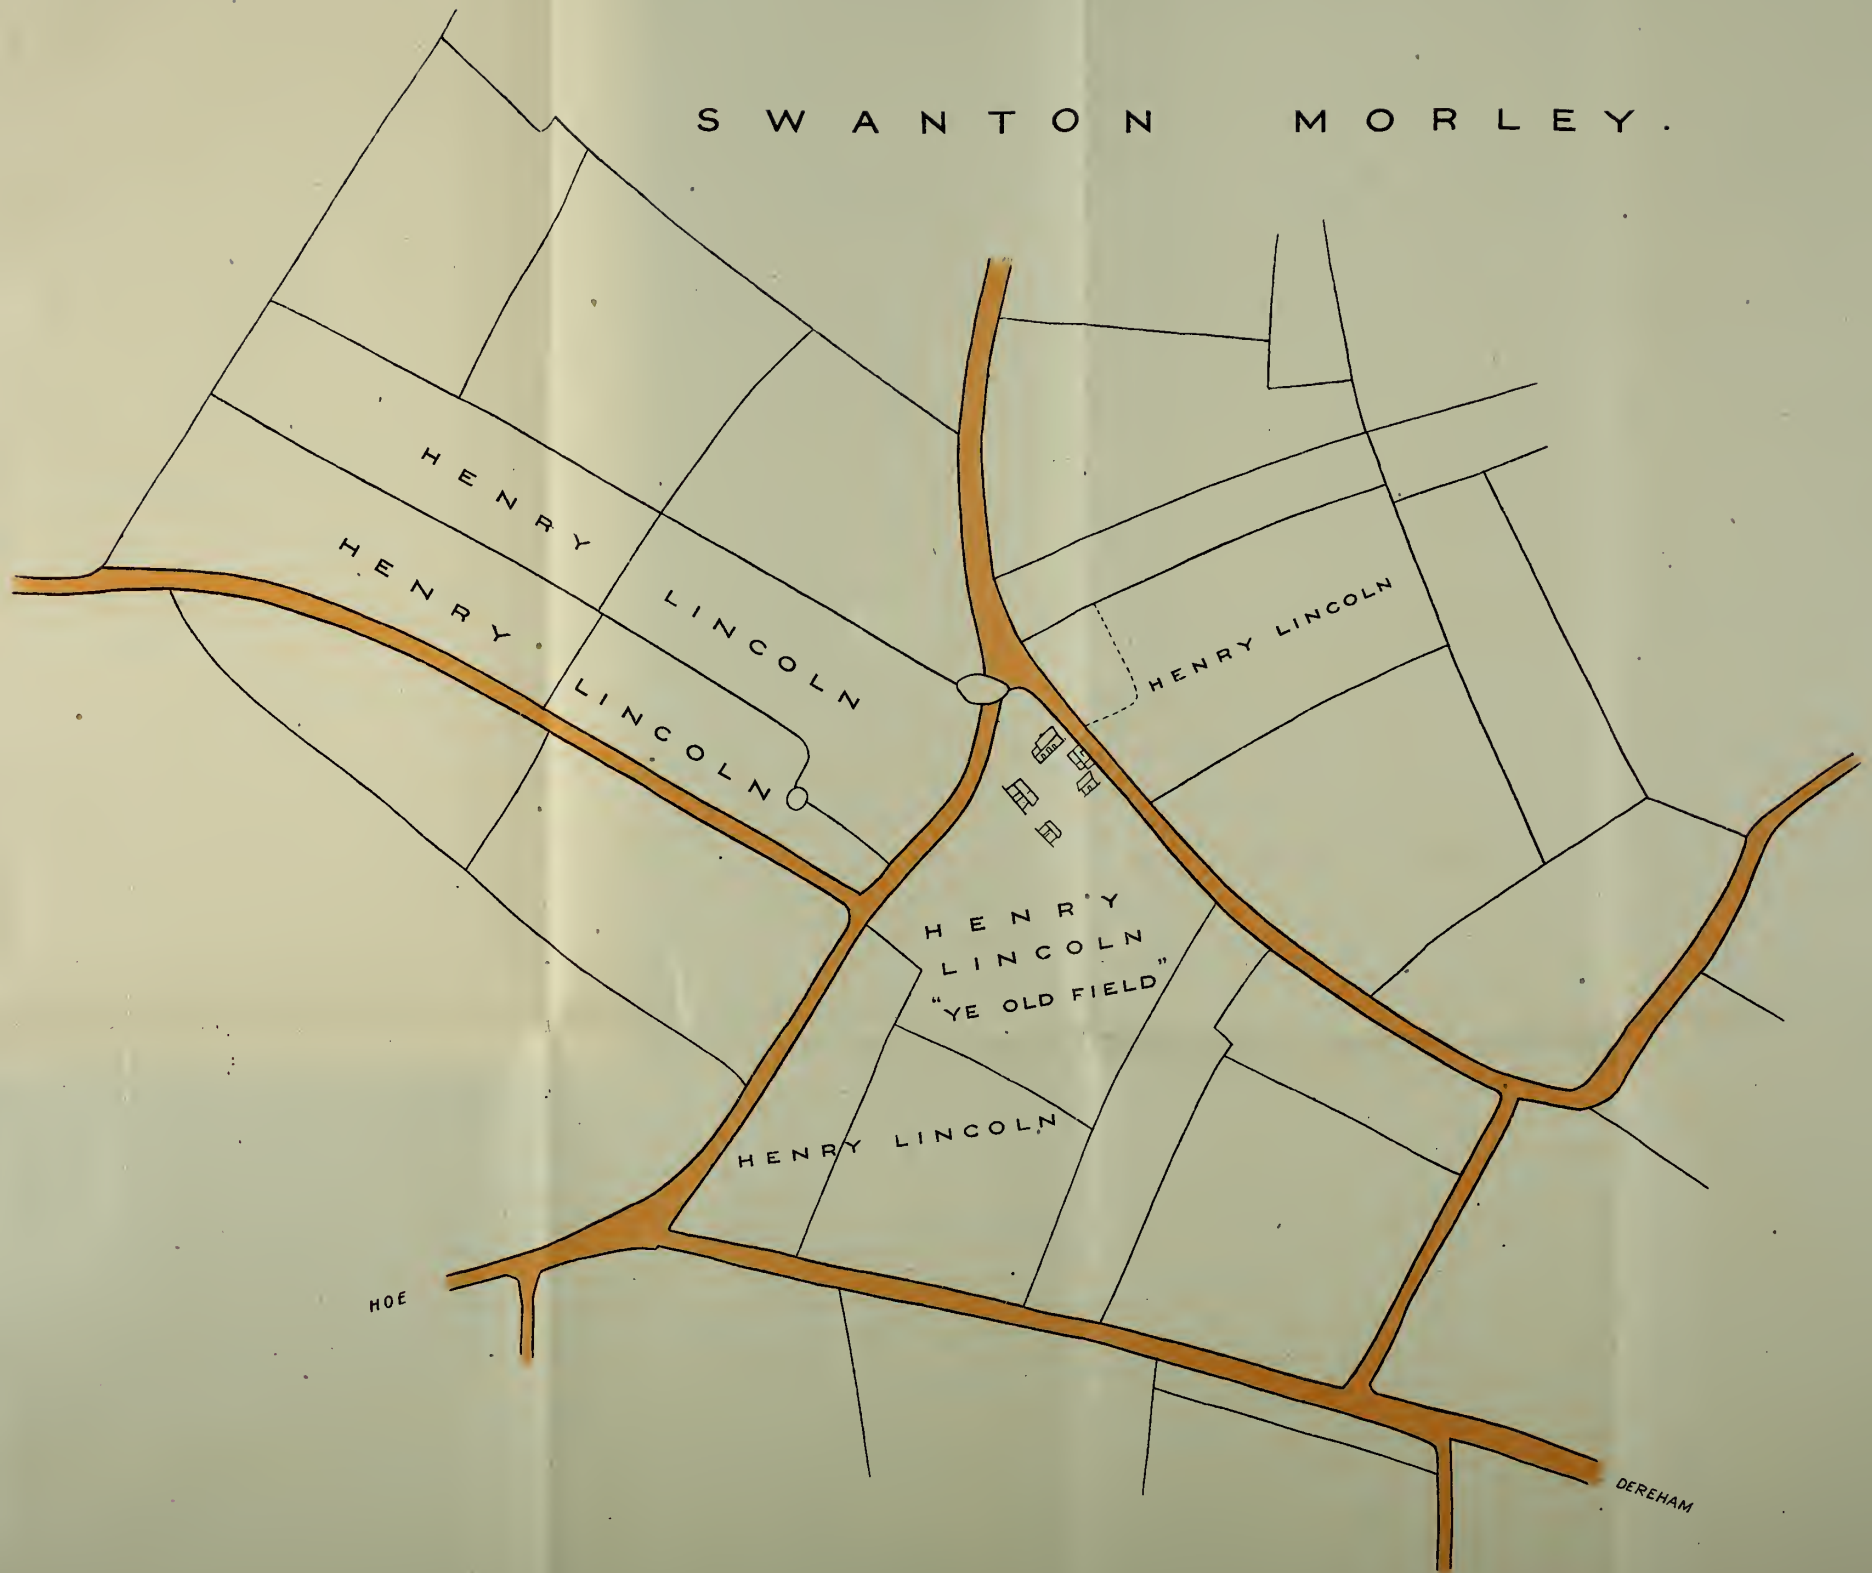 SWANTON MORLEY.
HENRY LINCOLN
HENRY LINCOLN
HENRY LINCOLN
HENRY
LINCOLN
"YE OLD FIELD"
HENRY LINCOLN
HOE
DEREHAM